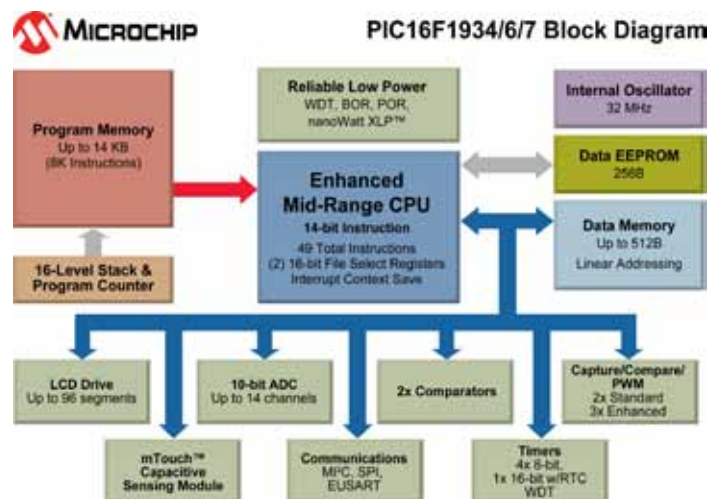 MICROCHIP
PIC16F1934/6/7 Block Diagram
Program Memory
Up to 14 KB
(8K Instructions)
Reliable Low Power
WDT, BOR, POR,
nanoWatt XLP™
Internal Oscillator
32 MHz
Data EEPROM
256B
Enhanced
Mid-Range CPU
14-bit Instruction
49 Total Instructions
(2) 16-bit File Select Registers
Interrupt Context Save
Data Memory
Up to 512B
Linear Addressing
16-Level Stack &
Program Counter
LCD Drive
Up to 96 segments
10-bit ADC
Up to 14 channels
2x Comparators
Capture/Compare/
PWM
2x Standard
3x Enhanced
mTouch™
Capacitive
Sensing Module
Communications
MI²C, SPI,
EUSART
Timers
4x 8-bit,
1x 16-bit w/RTC
WDT